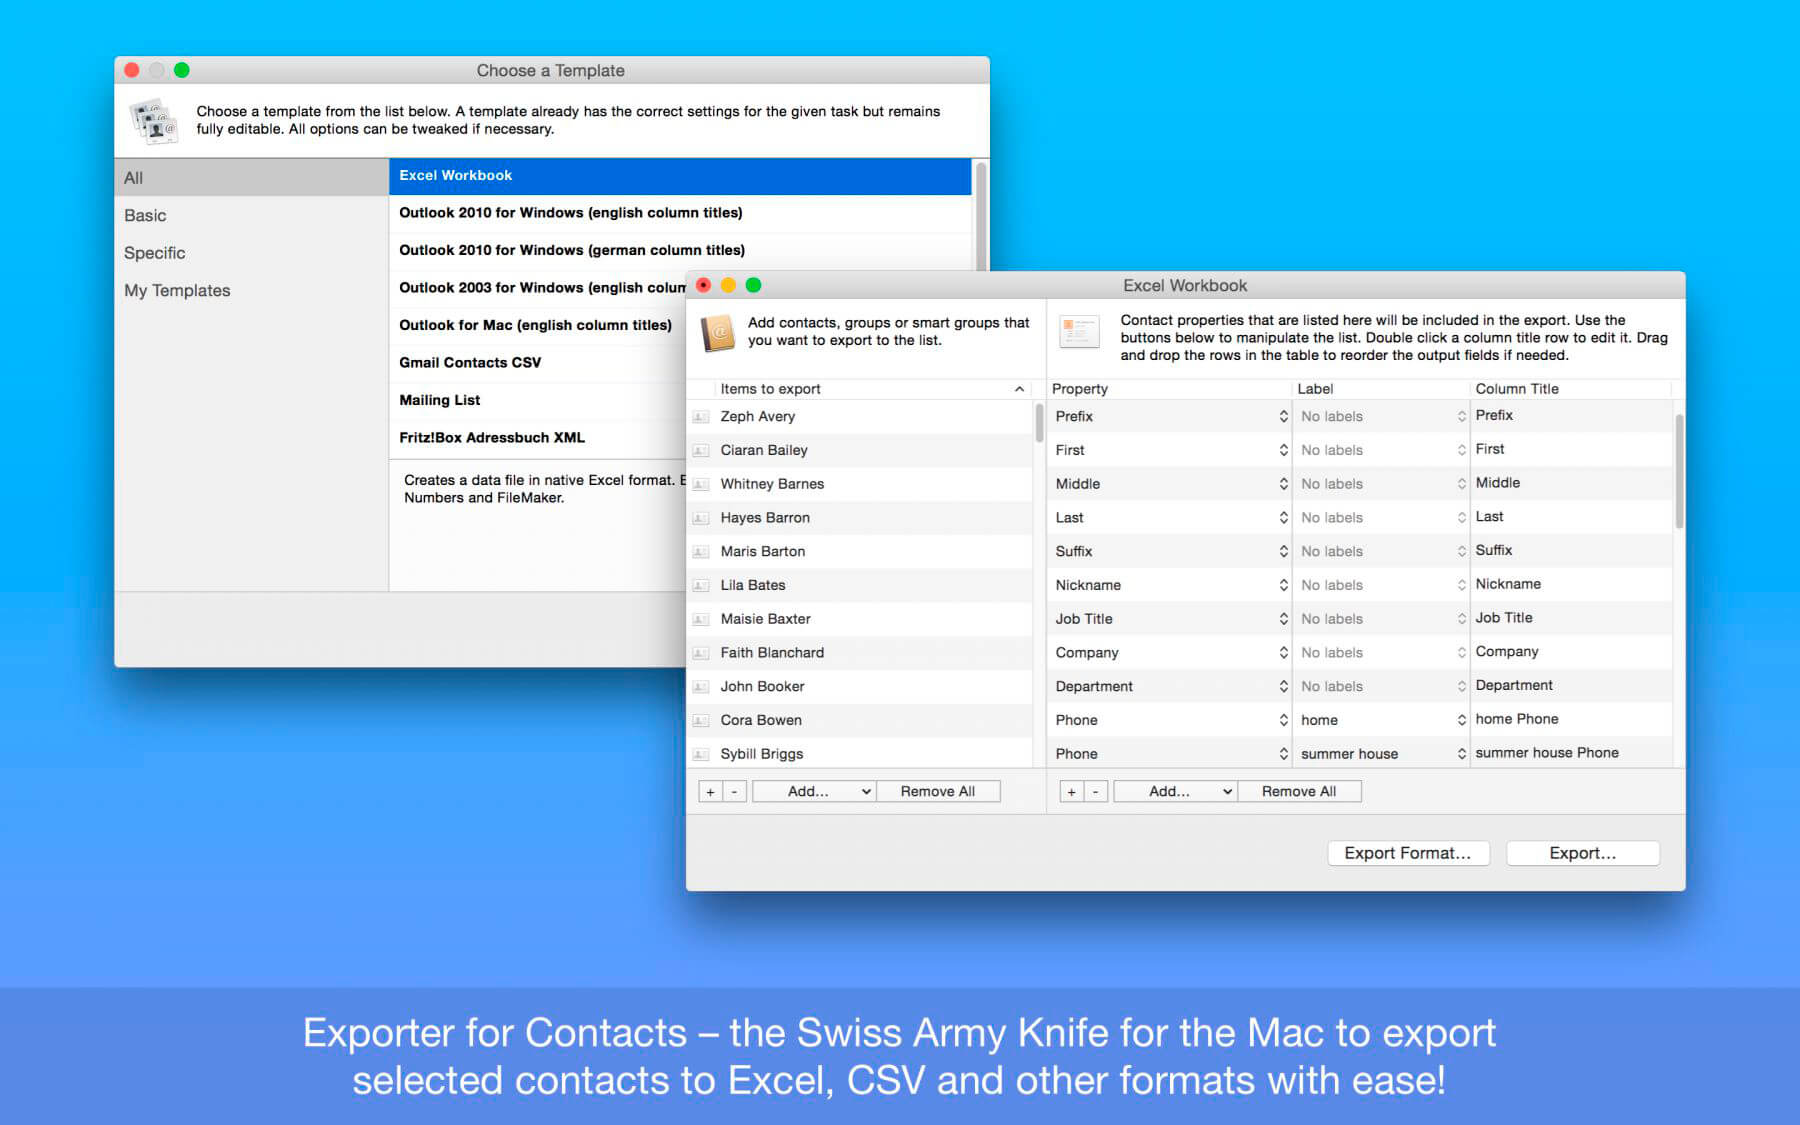 Choose a Template
Choose a template from the list below. A template already has the correct settings for the given task but remains
fully editable. All options can be tweaked if necessary.
All
Basic
Specific
My Templates
Excel Workbook
Outlook 2010 for Windows (english column titles)
Outlook 2010 for Windows (german column titles)
Outlook 2003 for Windows (english
Outlook for Mac (english column titles)
Gmail Contacts CSV
Mailing List
Fritz!Box Adressbuch XML
Creates a data file in native Excel format.
Numbers and FileMaker.
Excel Workbook
Add contacts, groups or smart groups that
you want to export to the list.
Contact properties that are listed here will be included in the export. Use the
buttons below to manipulate the list. Double click a column title row to edit it. Drag
and drop the rows in the table to reorder the output fields if needed.
Items to export
Zeph Avery
Ciaran Bailey
Whitney Barnes
Hayes Barron
Maris Barton
Lila Bates
Maisie Baxter
Faith Blanchard
John Booker
Cora Bowen
Sybill Briggs
+ - Add... Remove All
Property Label Column Title
Prefix No labels Prefix
First No labels First
Middle No labels Middle
Last No labels Last
Suffix No labels Suffix
Nickname No labels Nickname
Job Title No labels Job Title
Company No labels Company
Department No labels Department
Phone home home Phone
Phone summer house summer house Phone
+ - Add... Remove All
Export Format... Export...
Exporter for Contacts – the Swiss Army Knife for the Mac to export
selected contacts to Excel, CSV and other formats with ease!